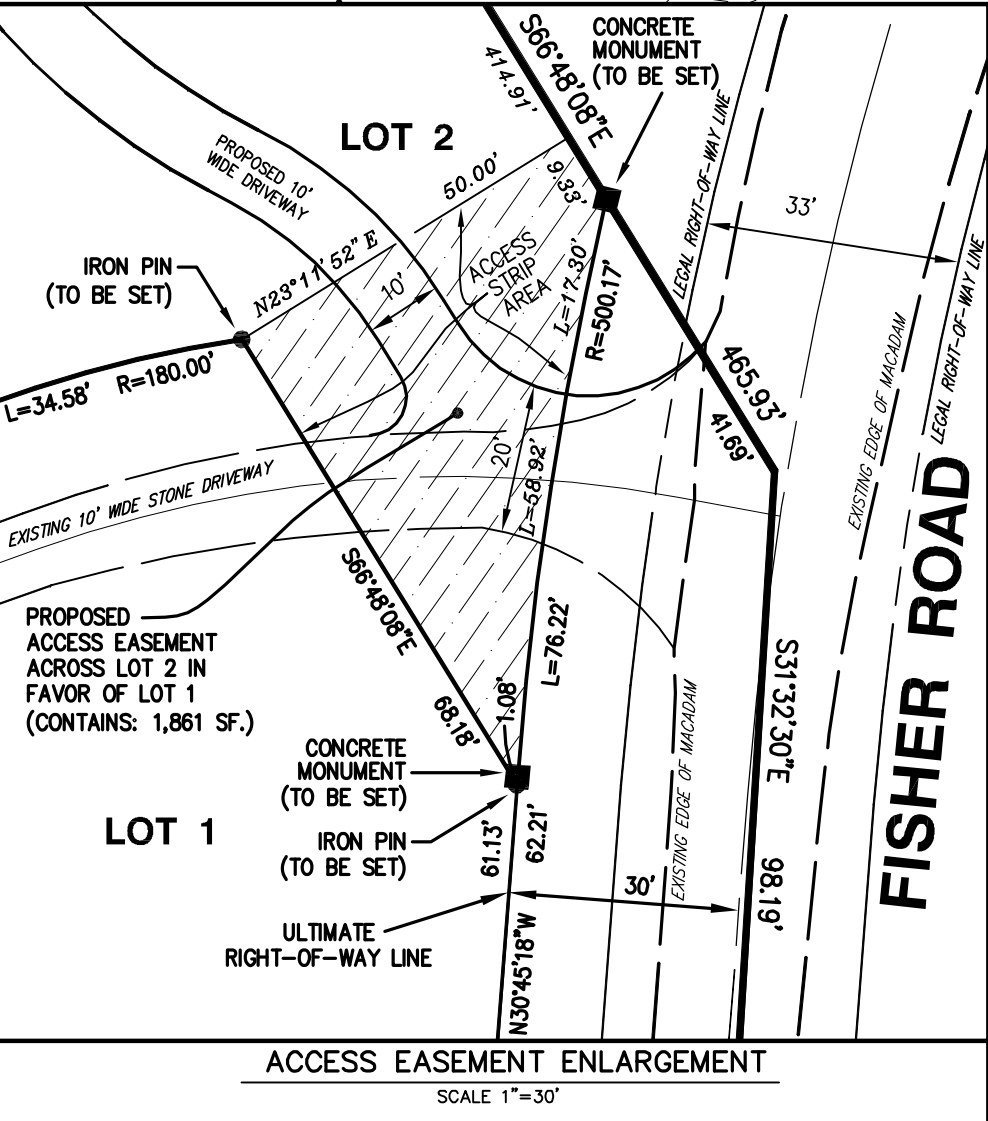 S66°48'08"E
414.91'
CONCRETE
MONUMENT
(TO BE SET)
LOT 2
PROPOSED 10'
WIDE DRIVEWAY
50.00'
9.33'
LEGAL RIGHT-OF-WAY LINE
33'
LEGAL RIGHT-OF-WAY LINE
IRON PIN
(TO BE SET)
N23°11'52"E
10'
ACCESS
STRIP
AREA
L=17.30'
R=500.17'
L=34.58' R=180.00'
465.93'
41.69'
EXISTING EDGE OF MACADAM
20'
L=58.92'
EXISTING 10' WIDE STONE DRIVEWAY
S66°48'08"E
68.18'
PROPOSED
ACCESS EASEMENT
ACROSS LOT 2 IN
FAVOR OF LOT 1
(CONTAINS: 1,861 SF.)
L=76.22'
1.08'
S31°32'30"E
98.19'
EXISTING EDGE OF MACADAM
FISHER ROAD
CONCRETE
MONUMENT
(TO BE SET)
LOT 1
IRON PIN
(TO BE SET)
61.13'
62.21'
30'
ULTIMATE
RIGHT-OF-WAY LINE
N30°45'18"W
ACCESS EASEMENT ENLARGEMENT
SCALE 1"=30'